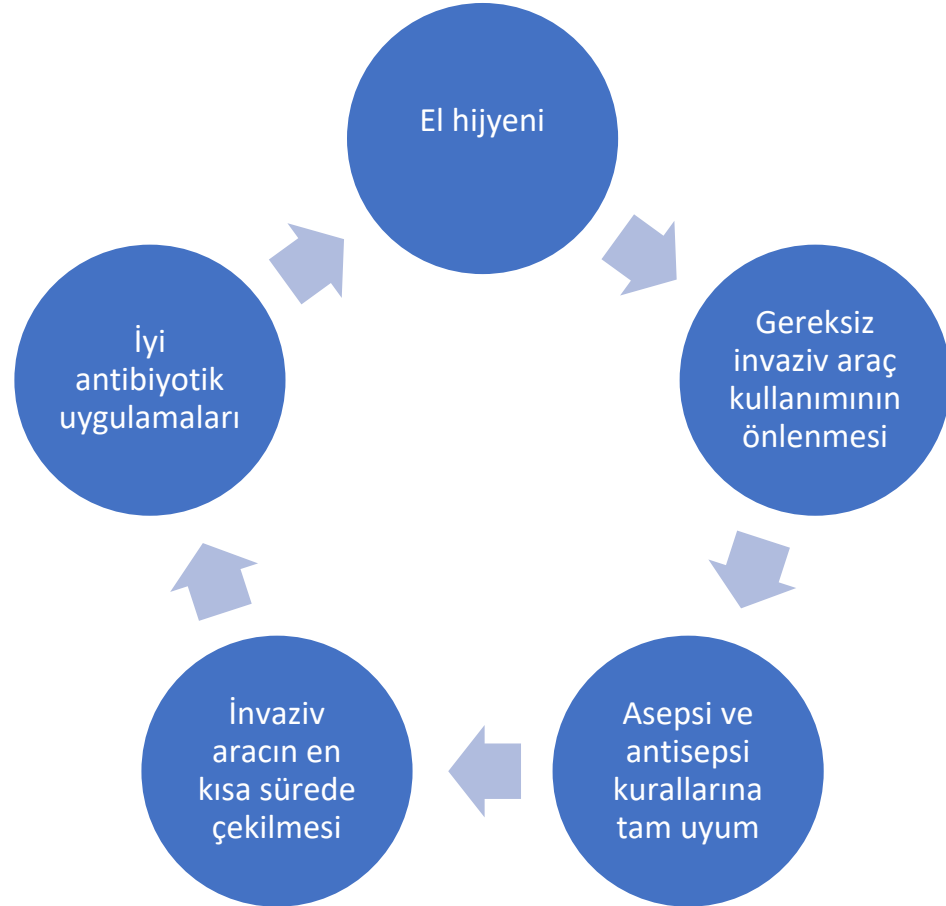 El hijyeni
Gereksiz
invaziv araç
kullanımının
önlenmesi
Asepsi ve
antisepsi
kurallarına
tam uyum
İnvaziv
aracın en
kısa sürede
çekilmesi
İyi
antibiyotik
uygulamaları